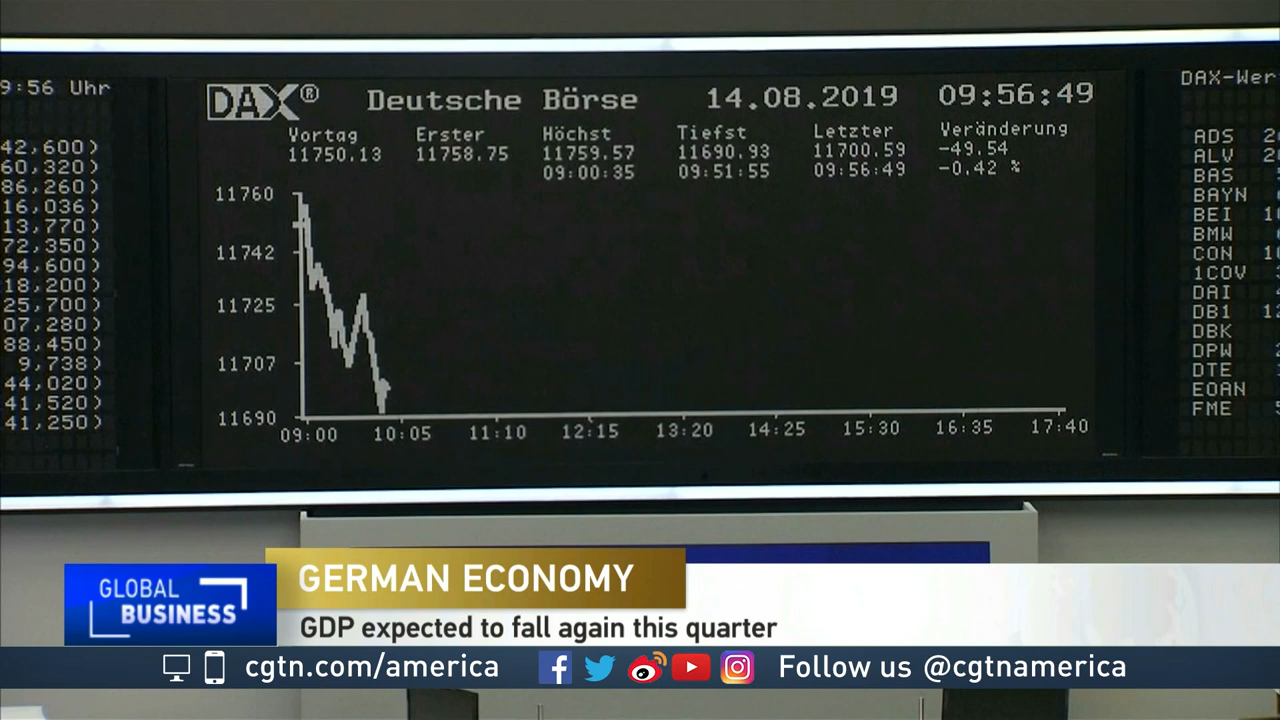 9:56 Uhr
42,600)
60,320)
86,260)
16,036)
13,770)
72,350)
94,600)
18,200)
25,700)
07,280)
88,450)
9,738)
44,020)
41,520)
41,250)
DAX® Deutsche Börse 14.08.2019 09:56:49
Vortag Erster Höchst Tiefst Letzter Veränderung
11750.13 11758.75 11759.57 11690.93 11700.59 -49.54
09:00:35 09:51:55 09:56:49 -0.42 %
11760
11742
11725
11707
11690
09:00 10:05 11:10 12:15 13:20 14:25 15:30 16:35 17:40
DAX-Wer
ADS 2
ALV 2
BAS
BAYN
BEI 1
BMW
CON 1
1COV 3
DAI
DB1 12
DBK
DPW
DTE
EOAN
FME
GLOBAL
BUSINESS
GERMAN ECONOMY
GDP expected to fall again this quarter
cgtn.com/america Follow us @cgtnamerica